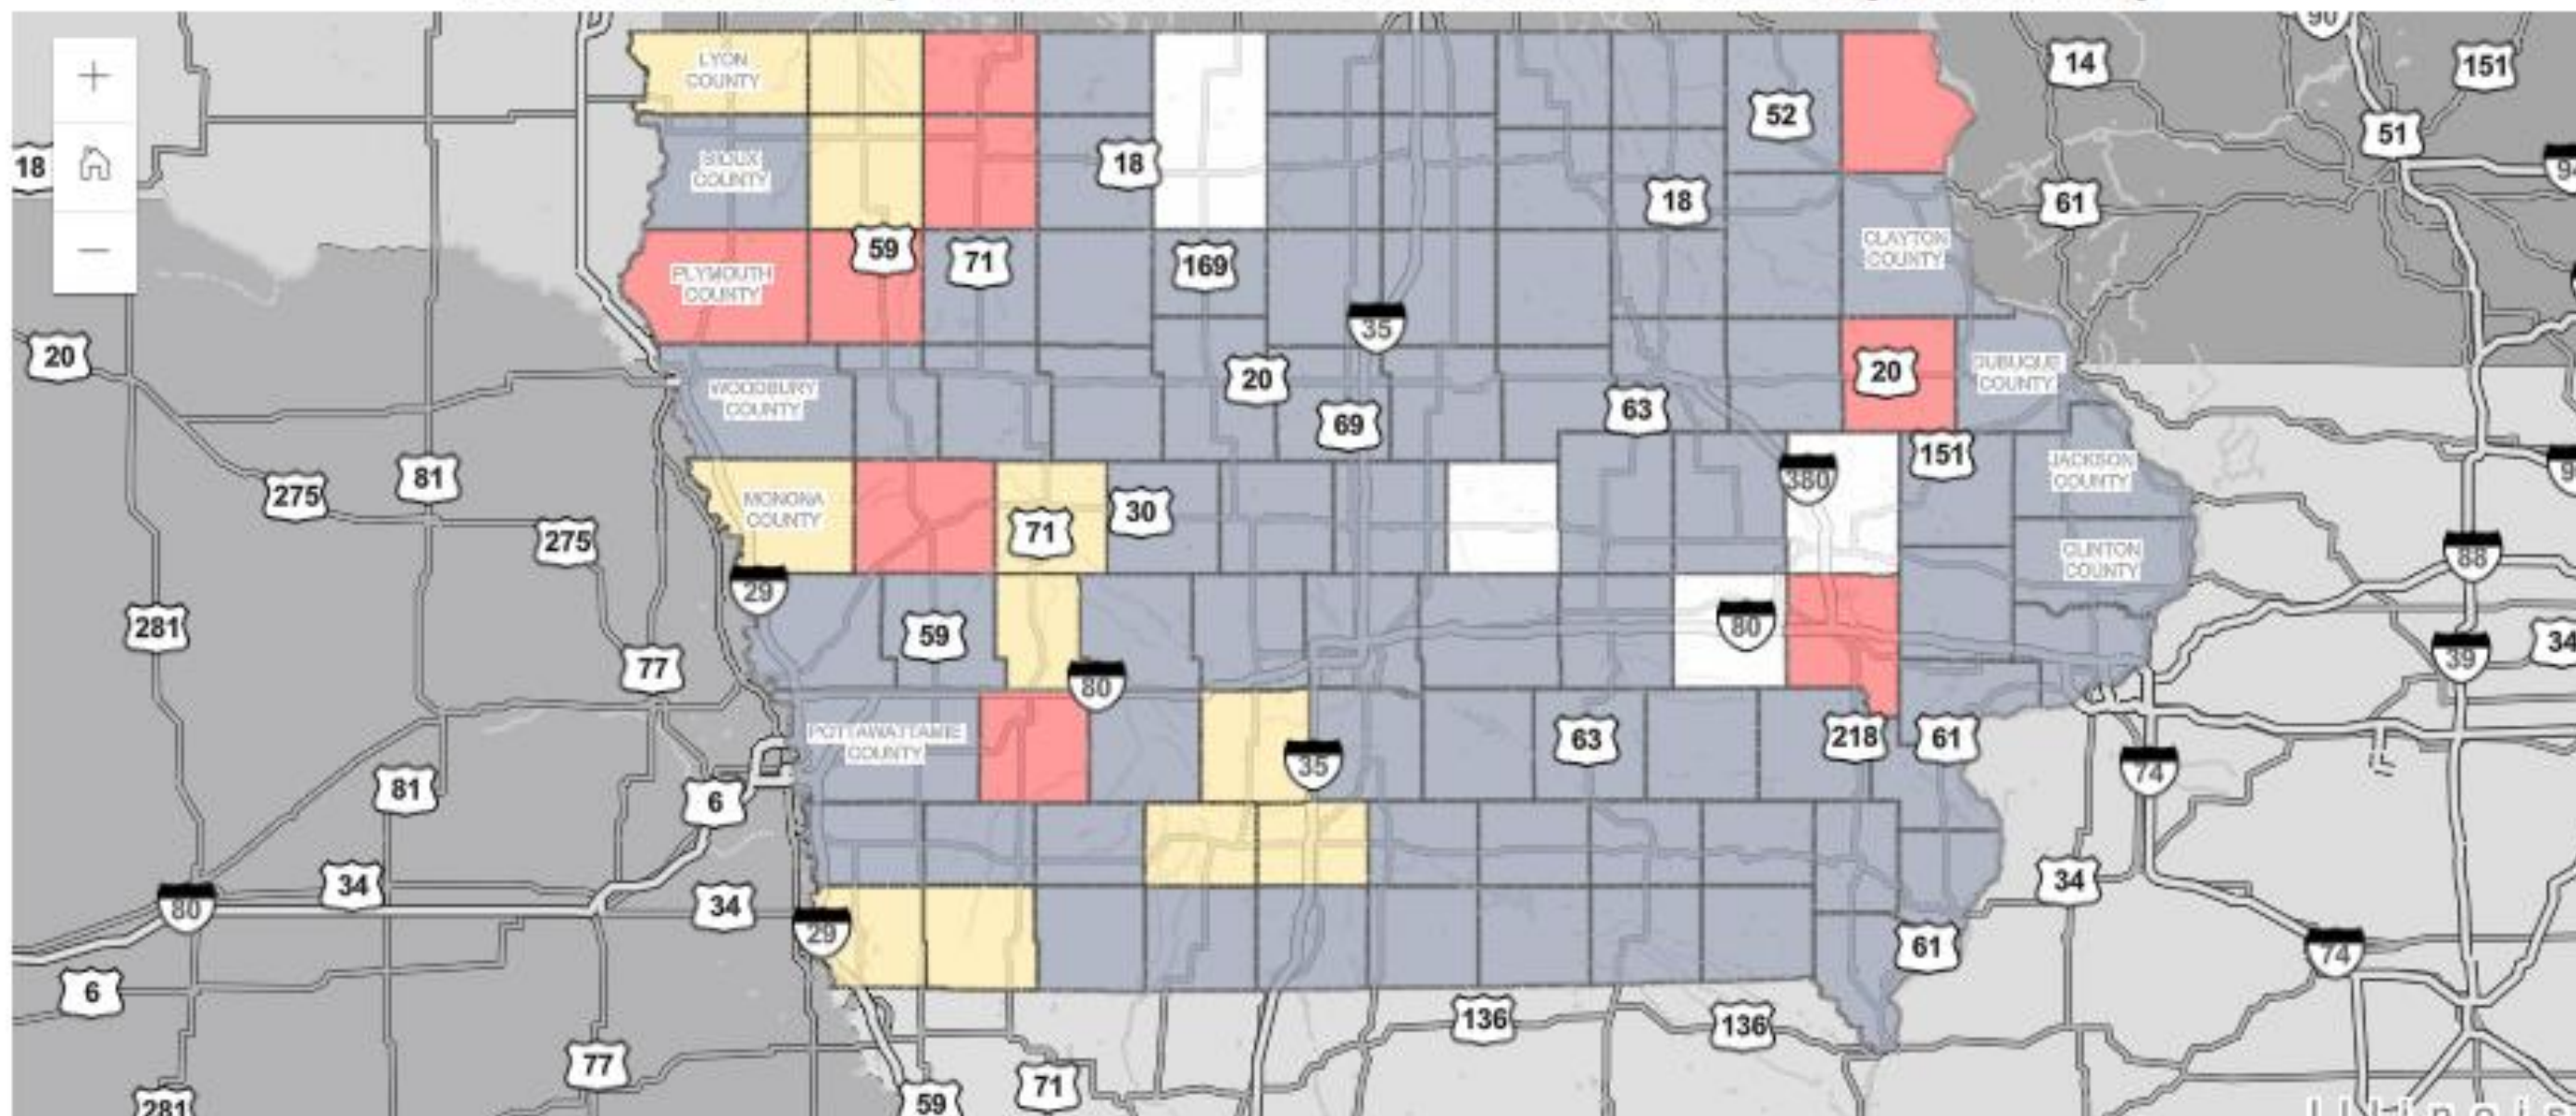 +
−
LYON
COUNTY
90
14
151
52
51
18
SIOUX
COUNTY
18
94
18
61
59
71
169
CLAYTON
COUNTY
PLYMOUTH
COUNTY
35
20
20
20
DUBUQUE
COUNTY
WOODBURY
COUNTY
63
69
151
81
275
380
JACKSON
COUNTY
MONONA
COUNTY
71
30
275
88
CLINTON
COUNTY
29
281
59
80
77
80
39
34
POTTAWATTAMIE
COUNTY
63
218
61
35
74
81
6
34
34
34
80
29
61
74
6
136
136
77
71
281
59
Illinois